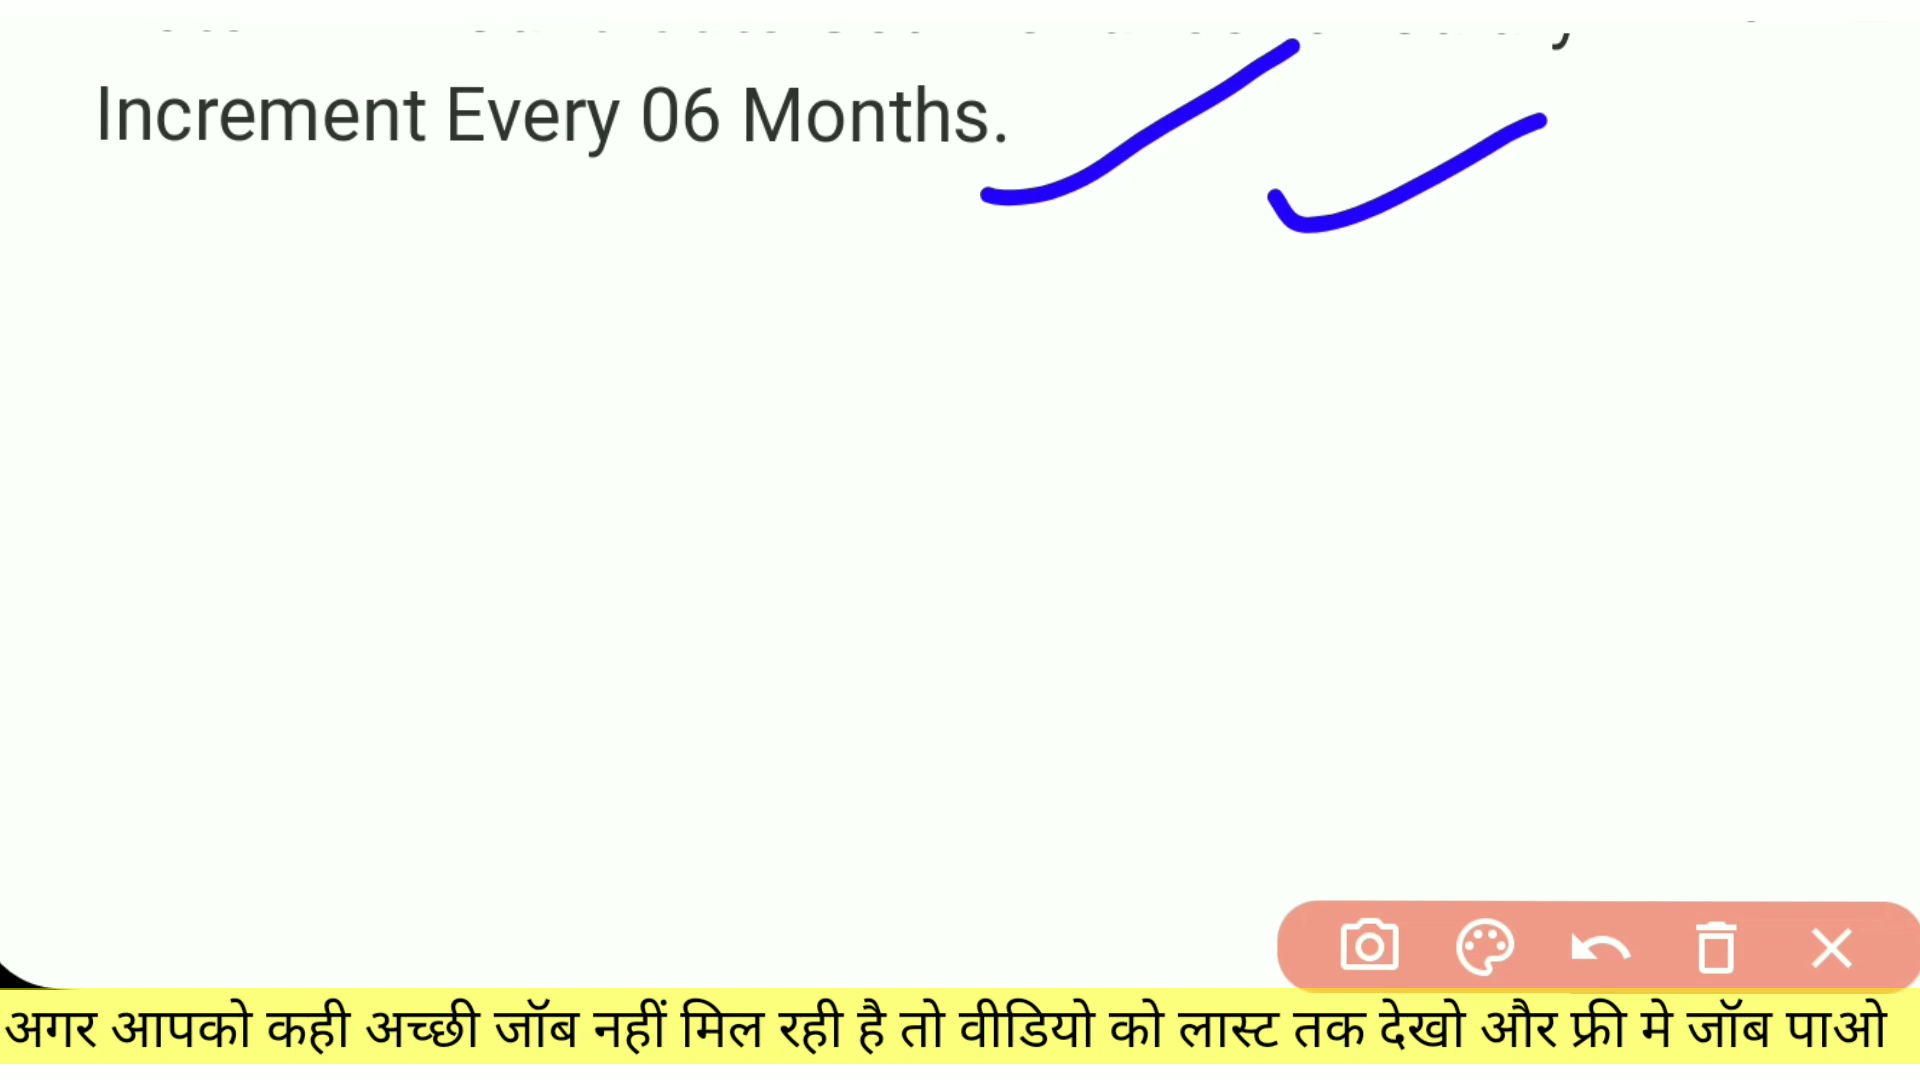 Increment Every 06 Months.
अगर आपको कही अच्छी जॉब नहीं मिल रही है तो वीडियो को लास्ट तक देखो और फ्री मे जॉब पाओ